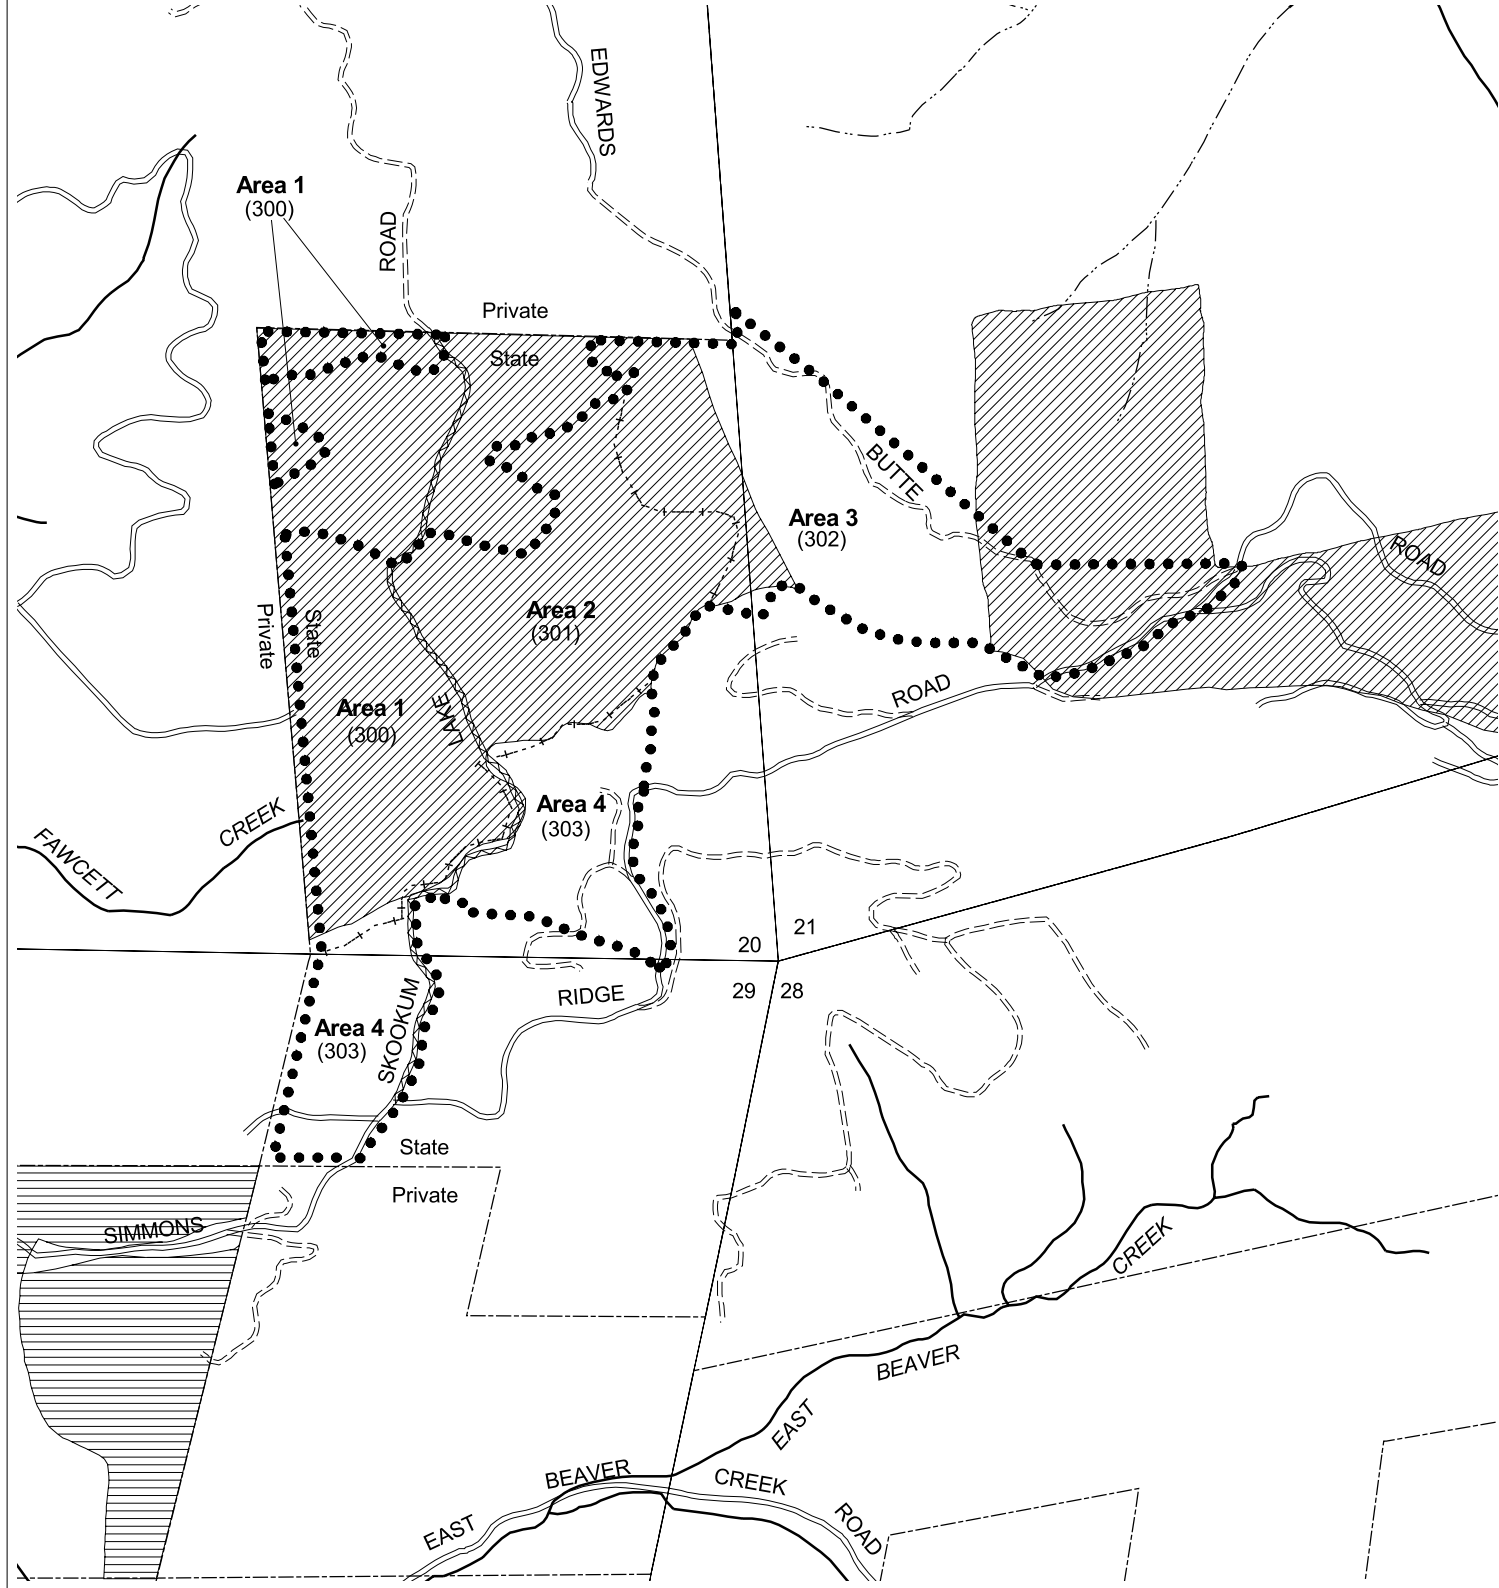 EDWARDS
Area 1
(300)
ROAD
Private
State
BUTTE
Area 3
(302)
ROAD
Area 2
(301)
Private
State
ROAD
Area 1
(300)
LAKE
Area 4
(303)
CREEK
FAWCETT
20
21
29
28
RIDGE
SKOOKUM
Area 4
(303)
State
Private
SIMMONS
CREEK
BEAVER
EAST
BEAVER
CREEK
EAST
ROAD